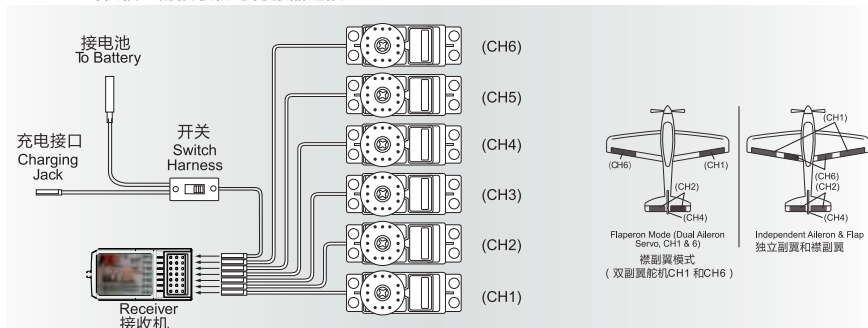 接电池
To Battery
充电接口
Charging
Jack
开关
Switch
Harness
Receiver
接收机
(CH6)
(CH5)
(CH4)
(CH3)
(CH2)
(CH1)
(CH6)
(CH1)
(CH2)
(CH4)
Flaperon Mode (Dual Aileron
Servo, CH1 & 6)
襟副翼模式
（双副翼舵机CH1 和CH6）
(CH1)
(CH6)
(CH2)
(CH4)
Independent Aileron & Flap
独立副翼和襟副翼